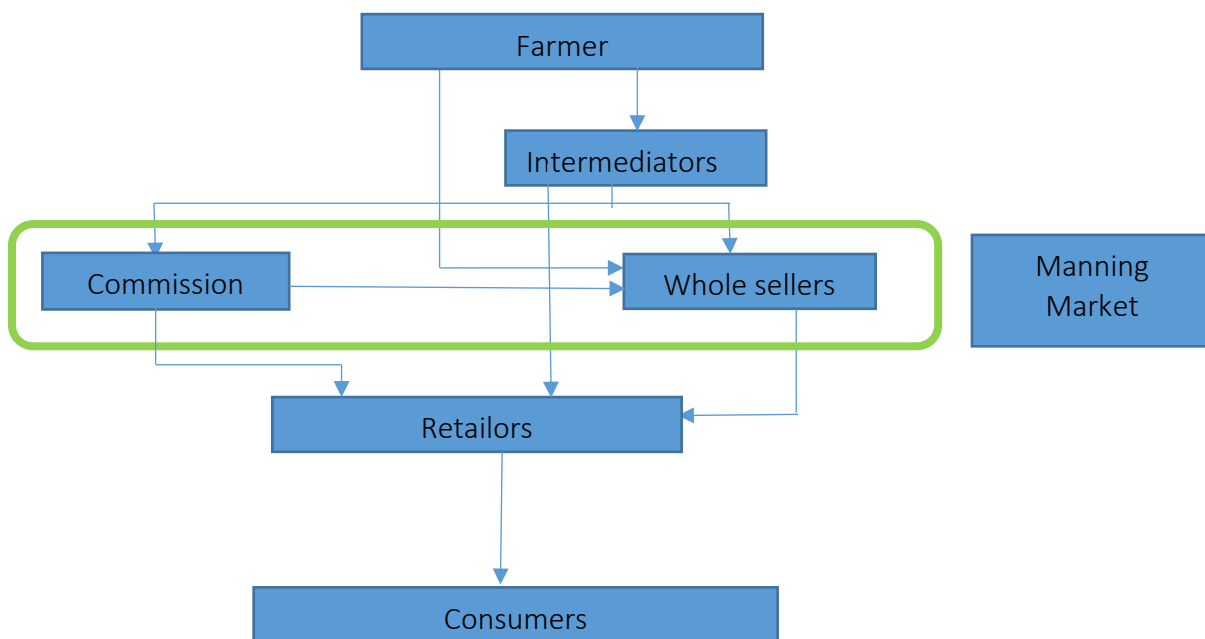 Farmer
Intermediators
Commission
Whole sellers
Manning
Market
Retailors
Consumers